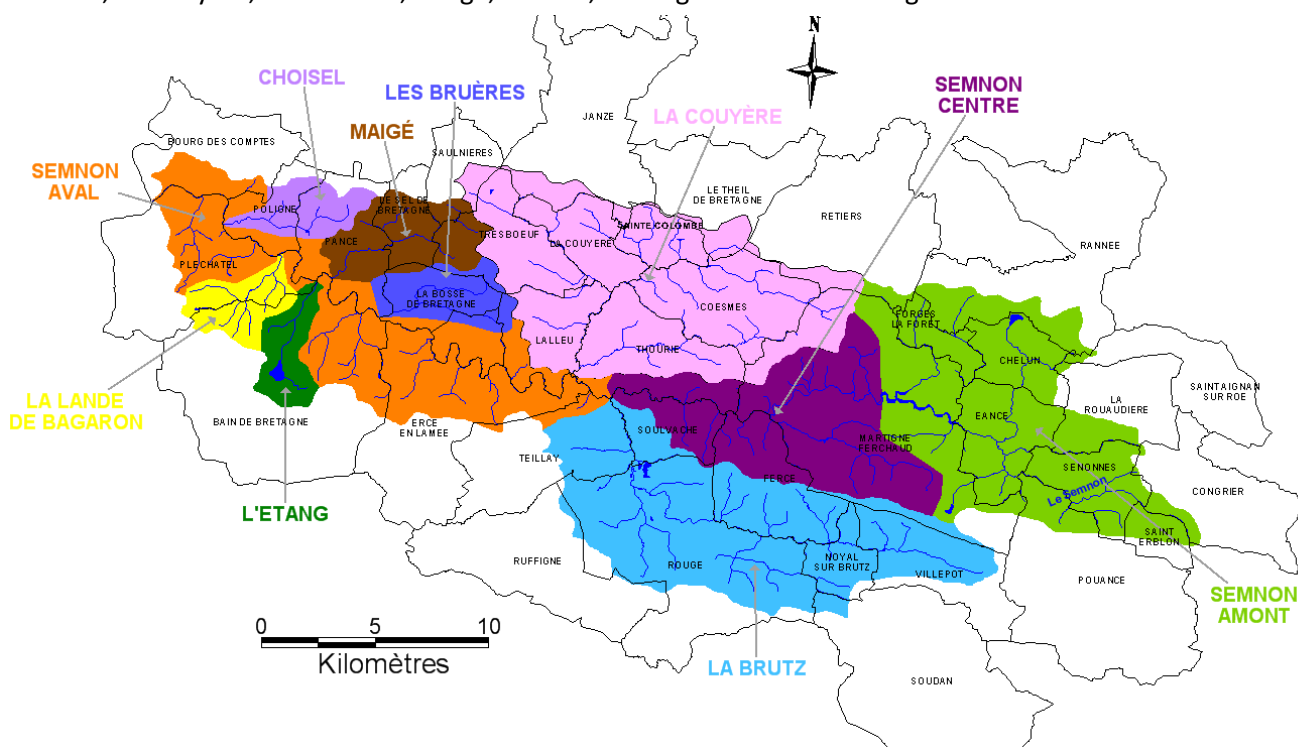 CHOISEL
LES BRUÈRES
SEMNON
CENTRE
LA COUYÈRE
MAIGÉ
JANZE
BOURG DES COMPTES
SAULNIERES
SEMNON
AVAL
LE THEIL
DE BRETAGNE
RETIERS
LE SEL DE
BRETAGNE
POLIGNE
SAINTE COLOMBE
TRESBOEUF
LA COUYERE
PANCE
RANNEE
PLECHATEL
LA BOSSE
DE BRETAGNE
COESMES
FORGES
LA FORET
LALLEU
THOURIE
CHELUN
SAINT AIGNAN
SUR ROE
LA
ROUAUDIERE
LA LANDE
DE BAGARON
BAIN DE BRETAGNE
ERCE
EN LAMEE
EANCE
SOULVACHE
MARTIGNE
FERCHAUD
TEILLAY
SENONNES
FERCE
Le Semnon
CONGRIER
L'ETANG
SAINT
ERBLON
RUFFIGNE
ROUGE
NOYAL
SUR BRUTZ
VILLEPOT
POUANCE
SEMNON
AMONT
0 5 10
Kilomètres
LA BRUTZ
SOUDAN